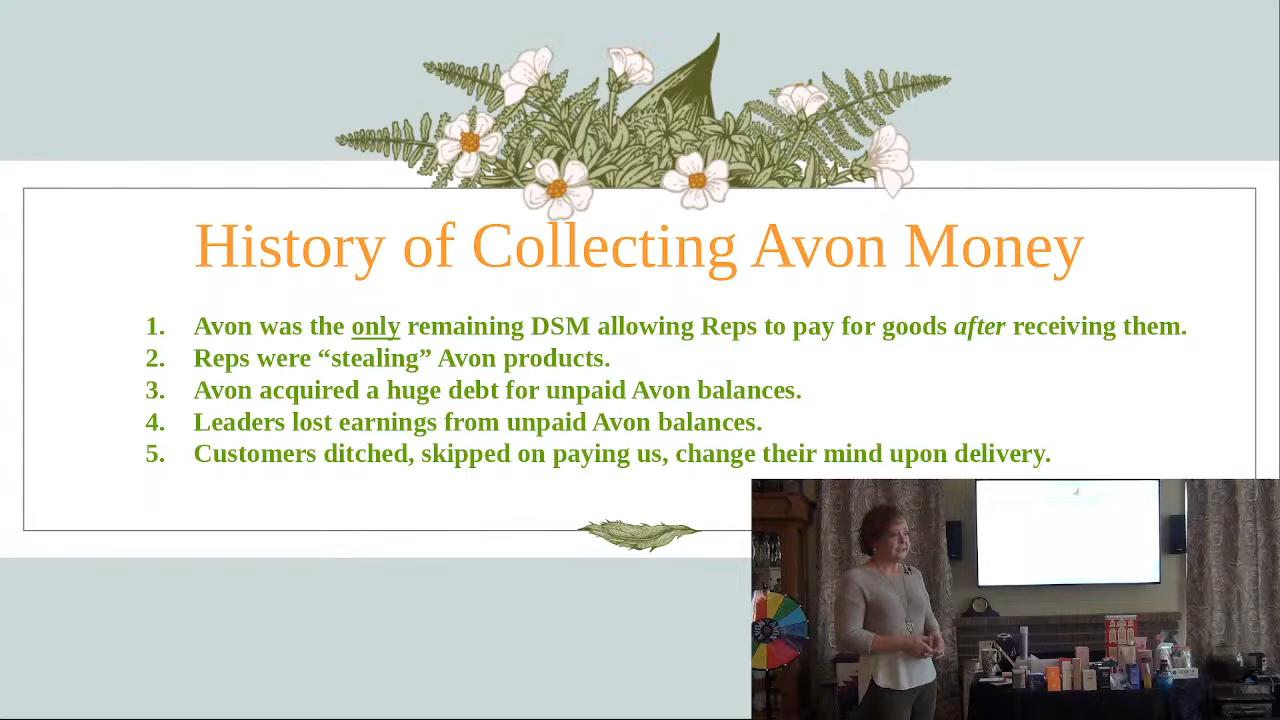 History of Collecting Avon Money
1. Avon was the only remaining DSM allowing Reps to pay for goods after receiving them.
2. Reps were “stealing” Avon products.
3. Avon acquired a huge debt for unpaid Avon balances.
4. Leaders lost earnings from unpaid Avon balances.
5. Customers ditched, skipped on paying us, change their mind upon delivery.